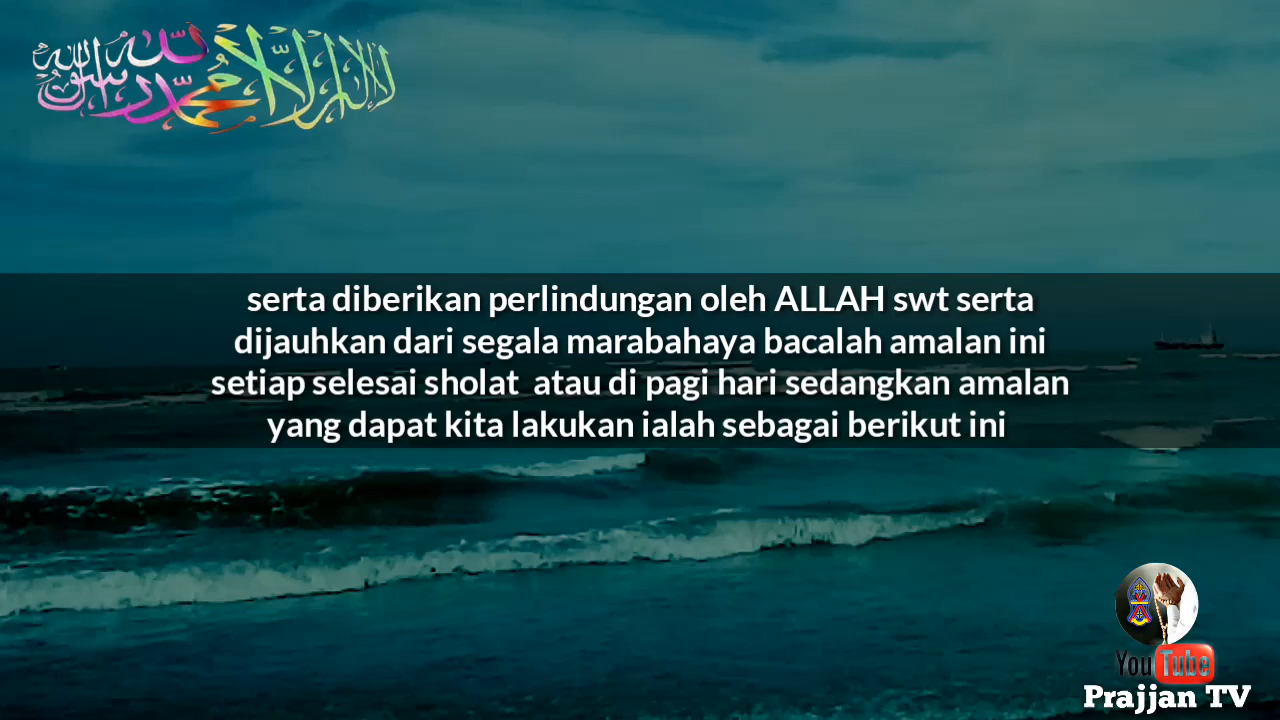 لا اله الا الله محمد رسول الله
serta diberikan perlindungan oleh ALLAH swt serta
dijauhkan dari segala marabahaya bacalah amalan ini
setiap selesai sholat  atau di pagi hari sedangkan amalan
yang dapat kita lakukan ialah sebagai berikut ini
YouTube
Prajjan TV